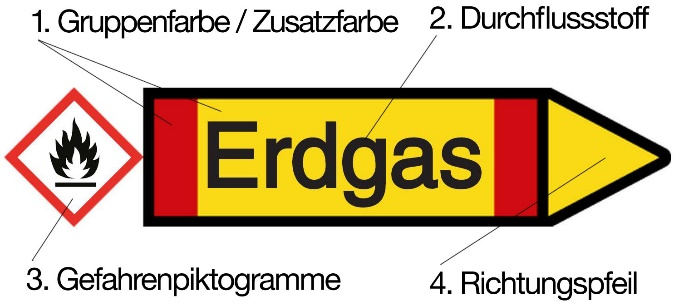 1. Gruppenfarbe / Zusatzfarbe
2. Durchflussstoff
Erdgas
3. Gefahrenpiktogramme
4. Richtungspfeil